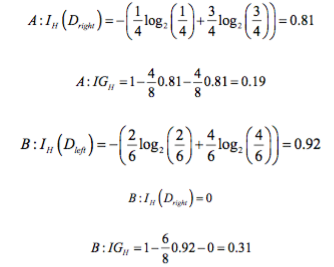 A: I_H(D_right) = -(1/4 log₂(1/4) + 3/4 log₂(3/4)) = 0.81
A: IG_H = 1 - 4/8 0.81 - 4/8 0.81 = 0.19
B: I_H(D_left) = -(2/6 log₂(2/6) + 4/6 log₂(4/6)) = 0.92
B: I_H(D_right) = 0
B: IG_H = 1 - 6/8 0.92 - 0 = 0.31